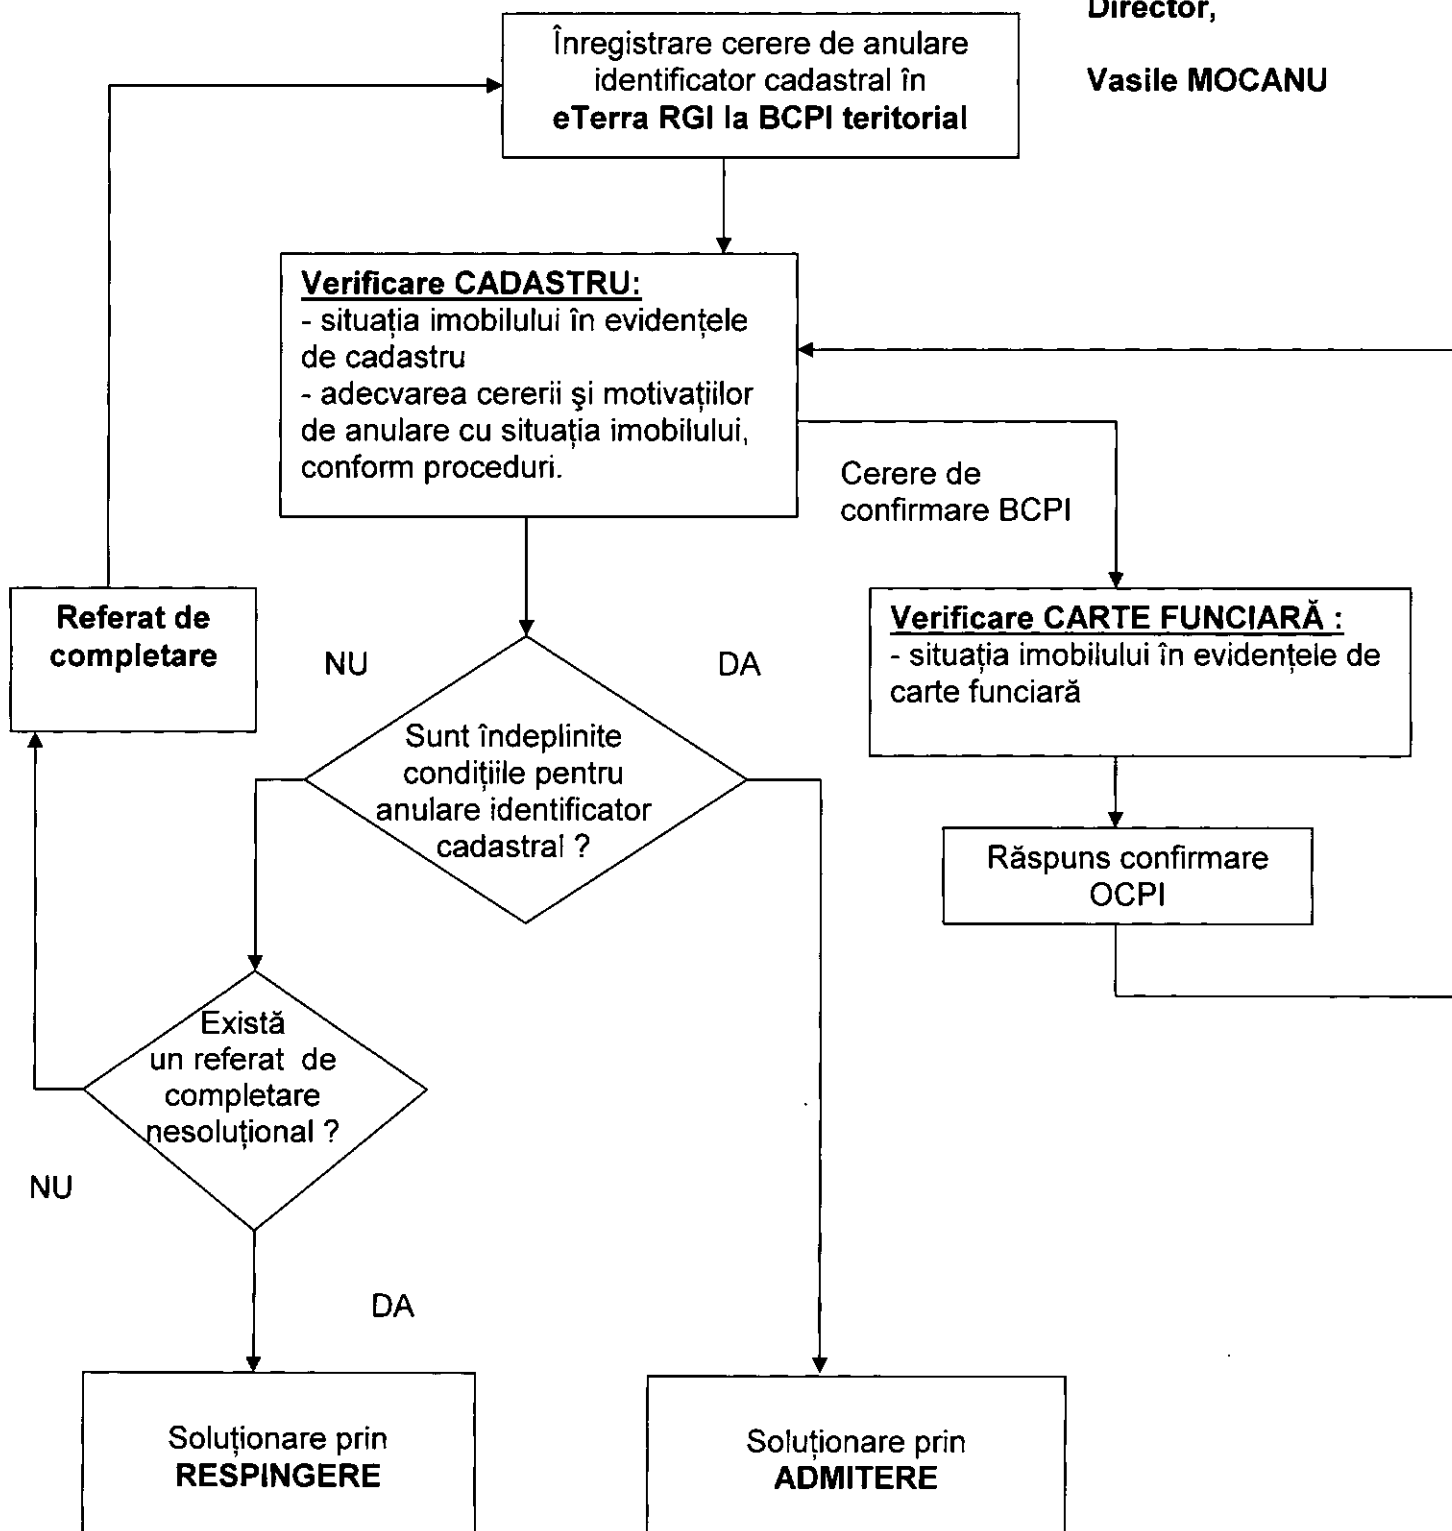 Director,
Vasile MOCANU
Înregistrare cerere de anulare
identificator cadastral în
eTerra RGI la BCPI teritorial
Verificare CADASTRU:
- situația imobilului în evidențele
de cadastru
- adecvarea cererii şi motivațiilor
de anulare cu situația imobilului,
conform proceduri.
Cerere de
confirmare BCPI
Referat de
completare
Verificare CARTE FUNCIARĂ :
- situația imobilului în evidențele de
carte funciară
NU
DA
Sunt îndeplinite
condițiile pentru
anulare identificator
cadastral ?
Răspuns confirmare
OCPI
Există
un referat de
completare
nesoluțional ?
NU
DA
Soluționare prin
RESPINGERE
Soluționare prin
ADMITERE